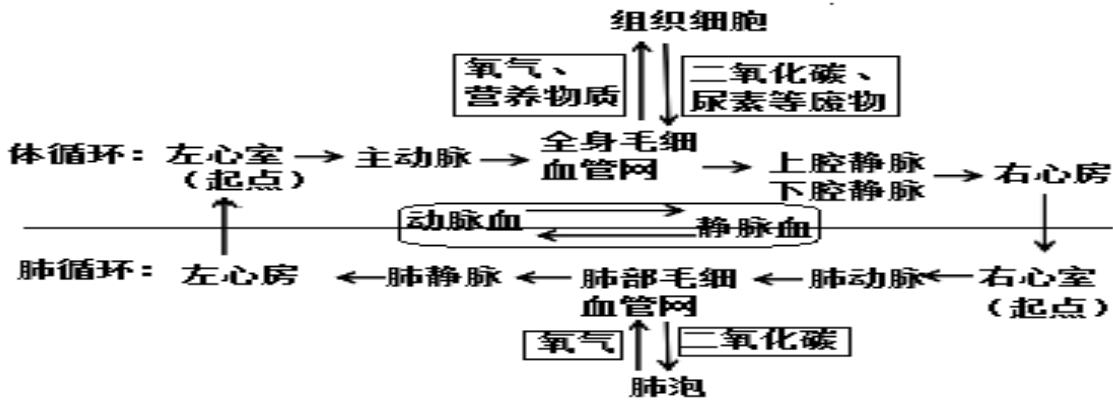 组织细胞
氧气、
营养物质
二氧化碳、
尿素等废物
体循环：左心室
（起点）
主动脉
全身毛细
血管网
上腔静脉
下腔静脉
右心房
动脉血
静脉血
肺循环：左心房
肺静脉
肺部毛细
血管网
肺动脉
右心室
（起点）
氧气
二氧化碳
肺泡